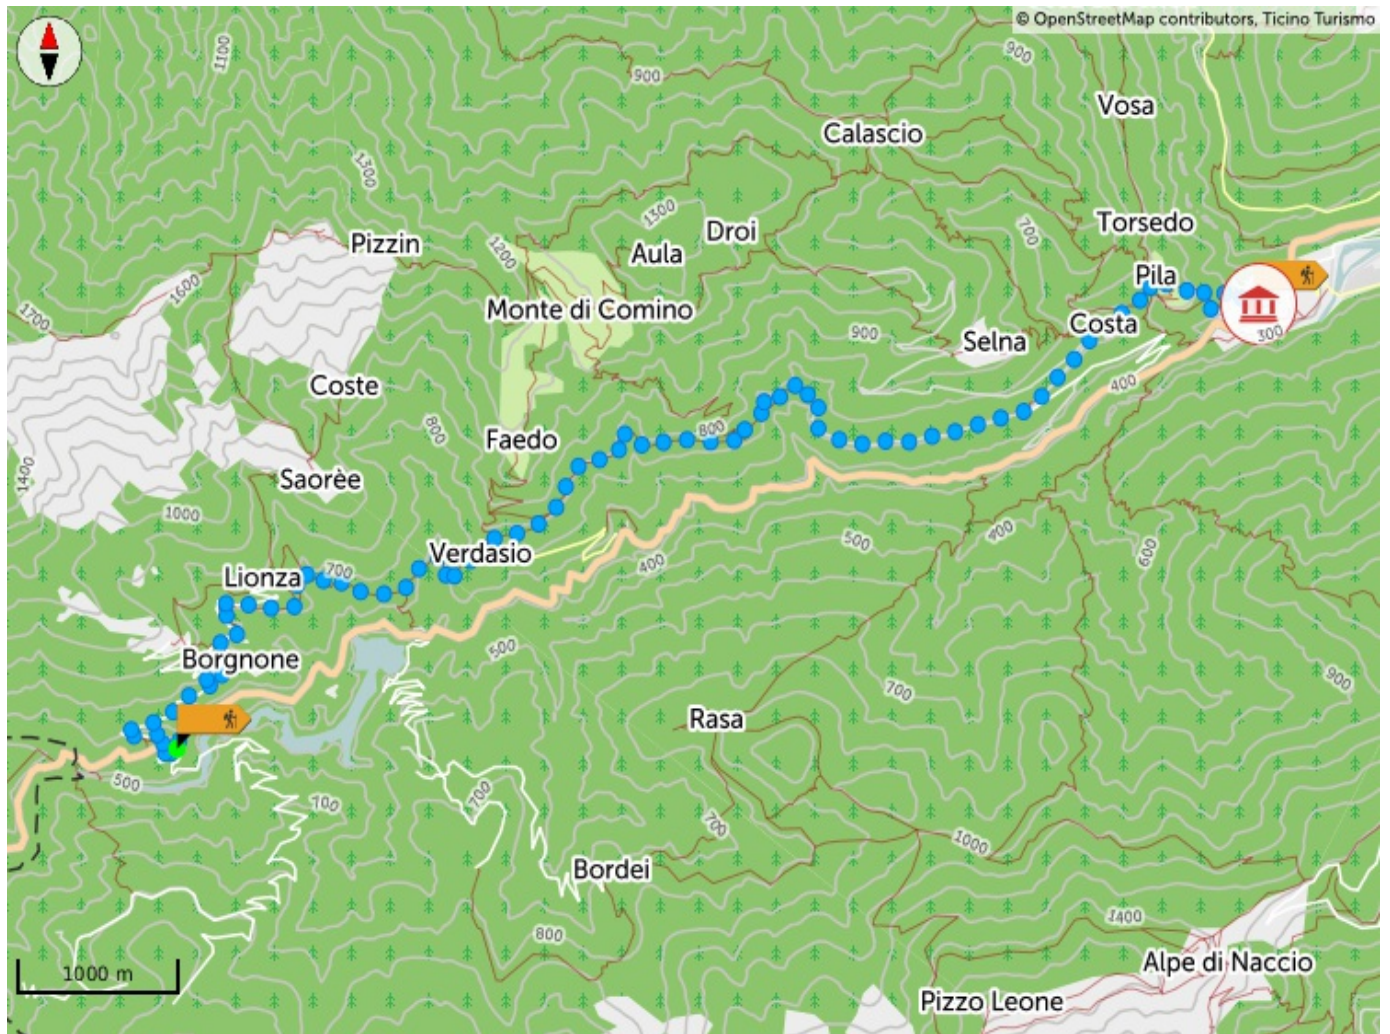 © OpenStreetMap contributors, Ticino Turismo
1100
900
900
Vosa
Calascio
1300
1300
700
Torsedo
Droi
Pizzin
1200
Aula
Pila
1600
Monte di Comino
1700
900
Selna
Costa
300
Coste
400
800
800
Faedo
1400
Saorèe
1000
700
500
600
Verdasio
400
Lionza
700
500
Borgnone
900
700
Rasa
500
700
700
700
1000
Bordei
1400
800
Alpe di Naccio
1000 m
Pizzo Leone